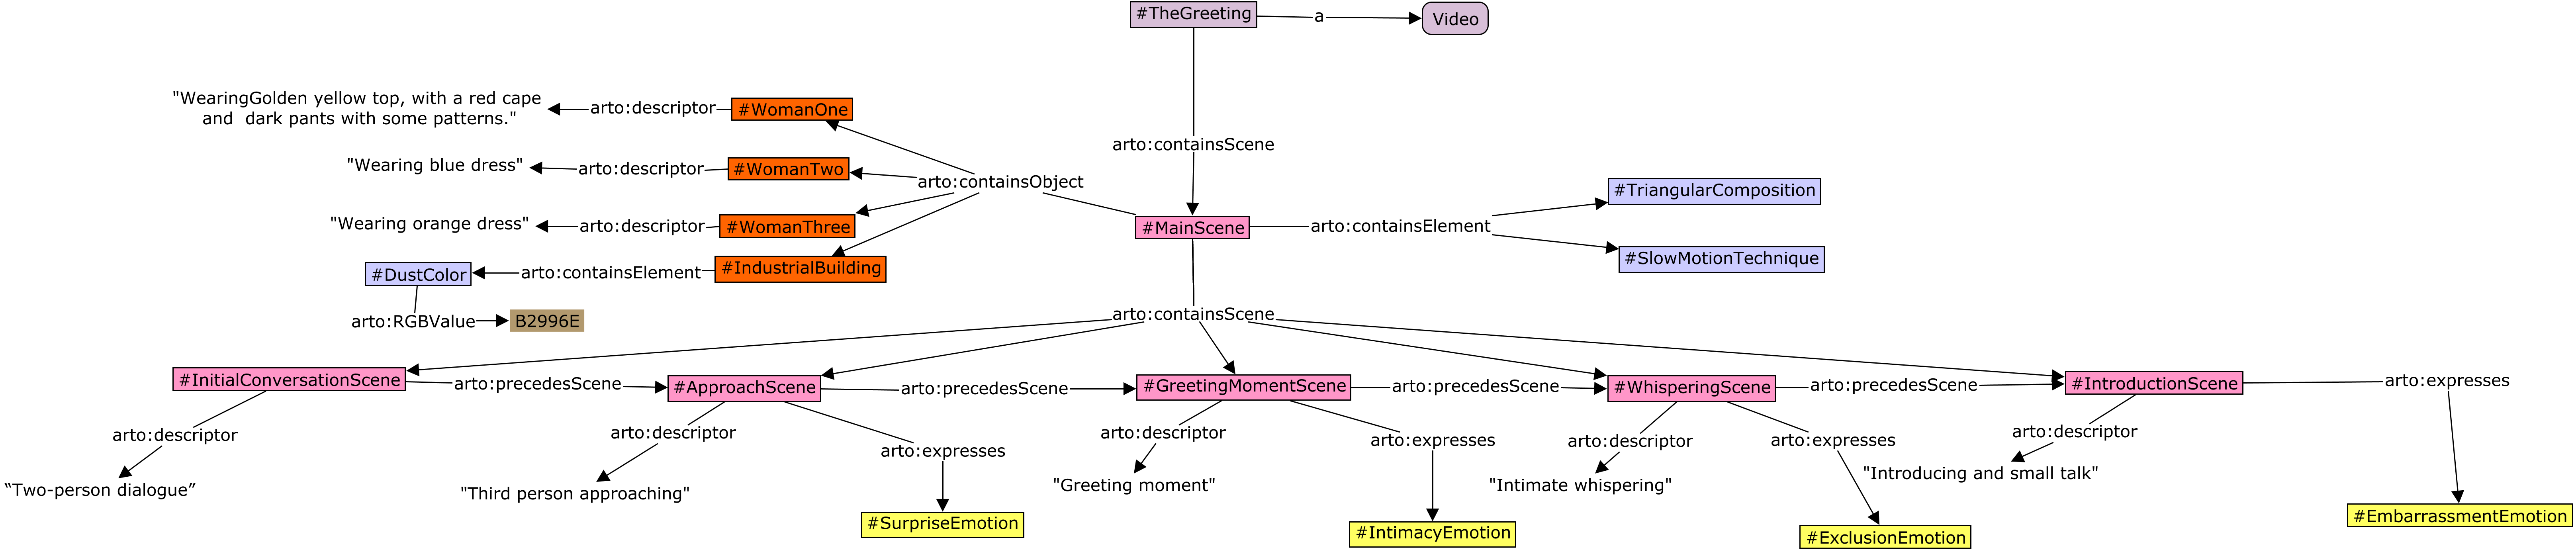 #TheGreeting
a
Video
"WearingGolden yellow top, with a red cape
and  dark pants with some patterns."
arto:descriptor
#WomanOne
arto:containsScene
"Wearing blue dress"
arto:descriptor
#WomanTwo
arto:containsObject
#TriangularComposition
"Wearing orange dress"
arto:descriptor
#WomanThree
#MainScene
arto:containsElement
#SlowMotionTechnique
#DustColor
arto:containsElement
#IndustrialBuilding
arto:RGBValue
B2996E
arto:containsScene
#InitialConversationScene
arto:precedesScene
#ApproachScene
arto:precedesScene
#GreetingMomentScene
arto:precedesScene
#WhisperingScene
arto:precedesScene
#IntroductionScene
arto:expresses
arto:descriptor
arto:descriptor
arto:expresses
arto:descriptor
arto:expresses
arto:descriptor
arto:expresses
arto:descriptor
“Two-person dialogue”
"Third person approaching"
"Greeting moment"
"Intimate whispering"
"Introducing and small talk"
#SurpriseEmotion
#IntimacyEmotion
#ExclusionEmotion
#EmbarrassmentEmotion